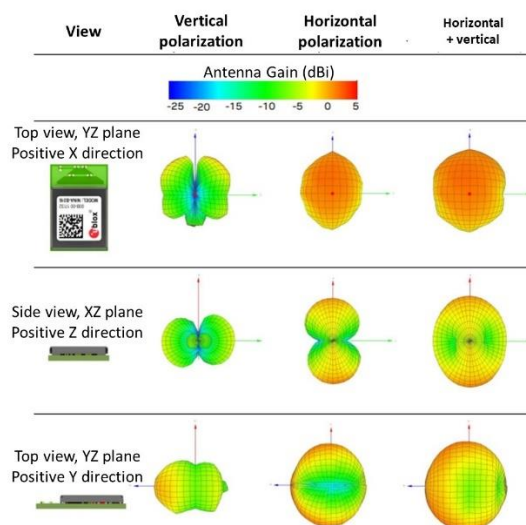 View
Vertical
polarization
Horizontal
polarization
Horizontal
+ vertical
Antenna Gain (dBi)
-25 -20 -15 -10 -5 0 5
Top view, YZ plane
Positive X direction
blox
Side view, XZ plane
Positive Z direction
Top view, YZ plane
Positive Y direction